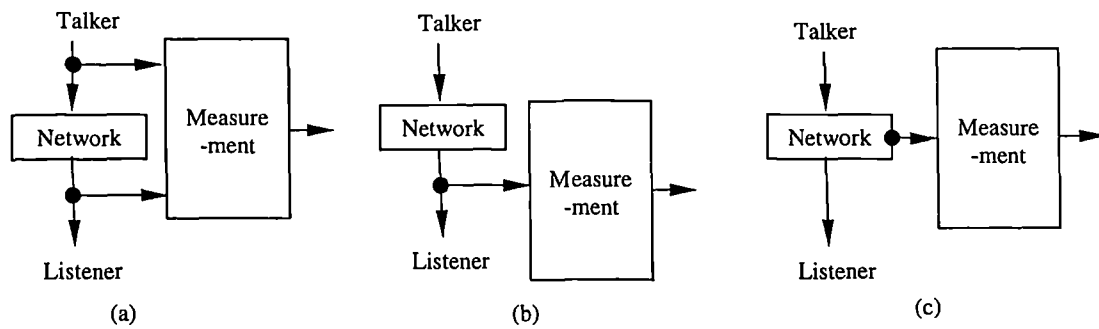 Talker
Network
Measure
-ment
Listener
(a)
Talker
Network
Measure
-ment
Listener
(b)
Talker
Network
Measure
-ment
Listener
(c)